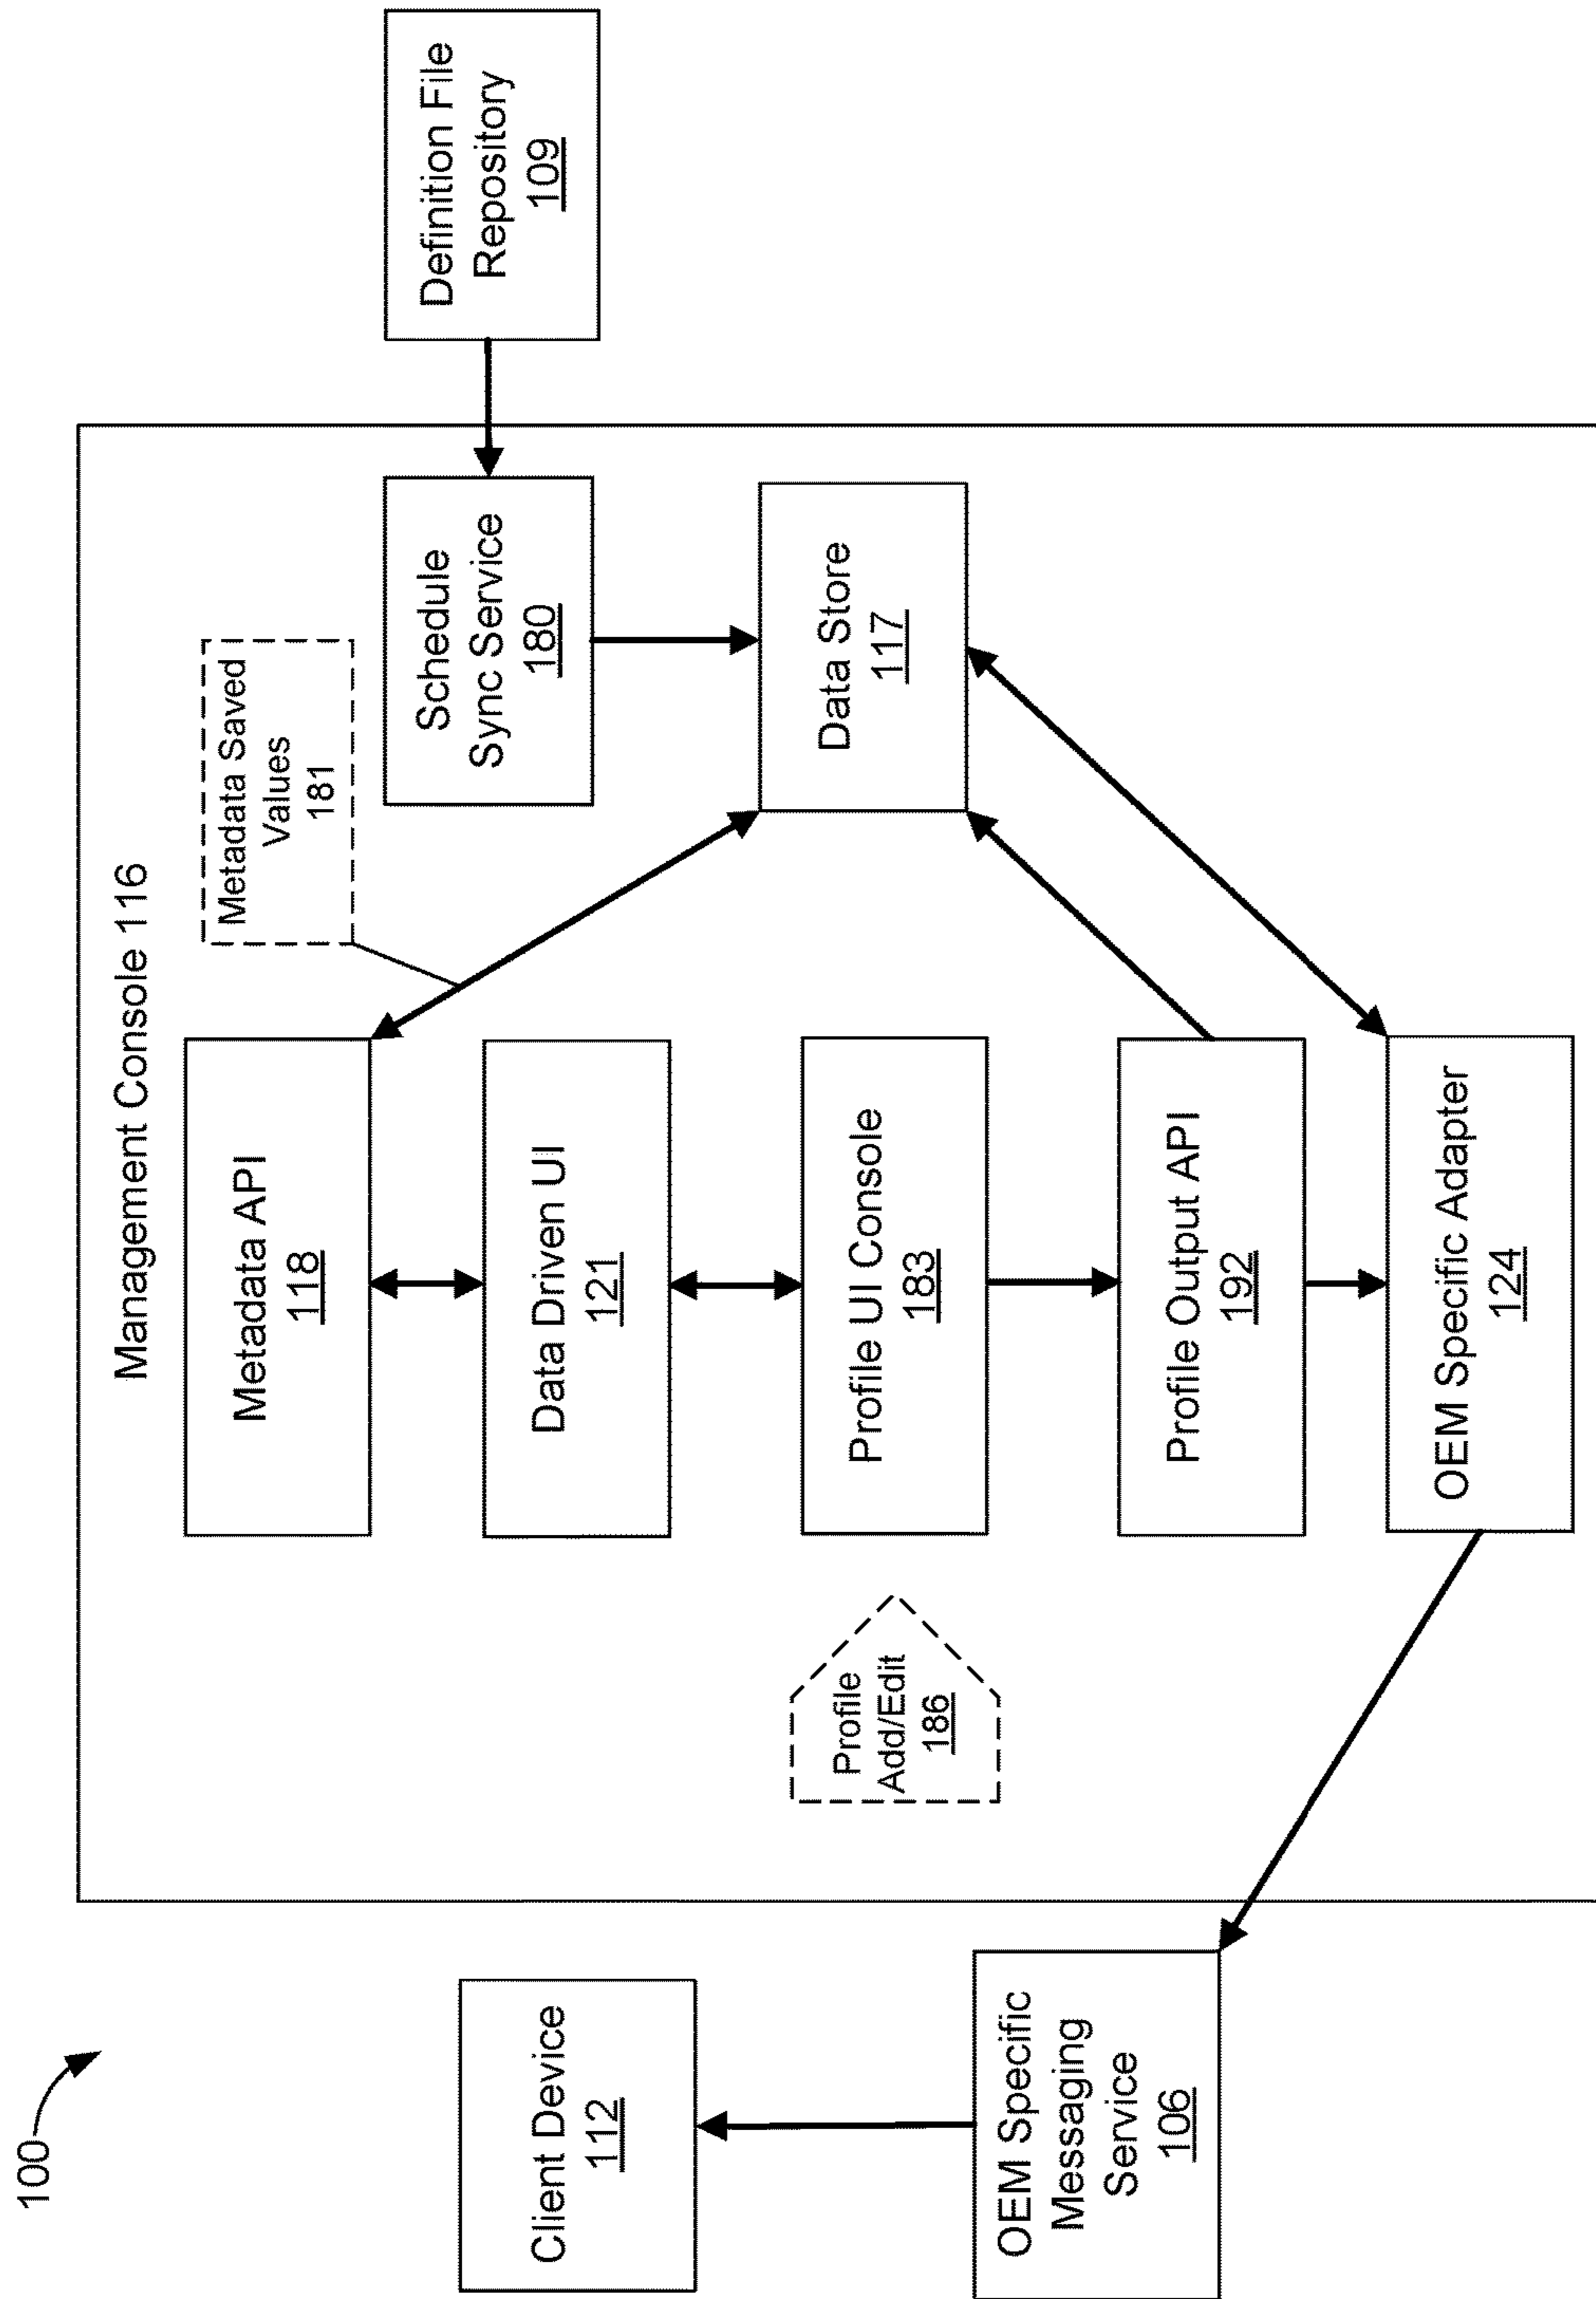 100
Management Console 116
Client Device
112
OEM Specific
Messaging
Service
106
Profile
Add/Edit
186
Metadata API
118
Data Driven UI
121
Profile UI Console
183
Profile Output API
192
OEM Specific Adapter
124
Metadata Saved
Values
181
Schedule
Sync Service
180
Data Store
117
Definition File
Repository
109